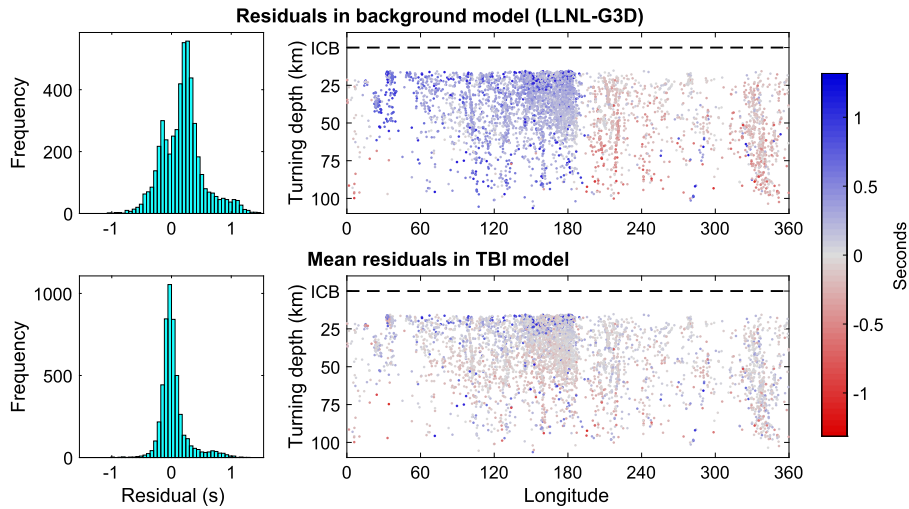 Residuals in background model (LLNL-G3D)
Frequency
400
200
0
-1 0 1
Turning depth (km)
ICB
25
50
75
100
0 60 120 180 240 300 360
Mean residuals in TBI model
Frequency
1000
500
0
-1 0 1
Residual (s)
Turning depth (km)
ICB
25
50
75
100
0 60 120 180 240 300 360
Longitude
1
0.5
0
-0.5
-1
Seconds